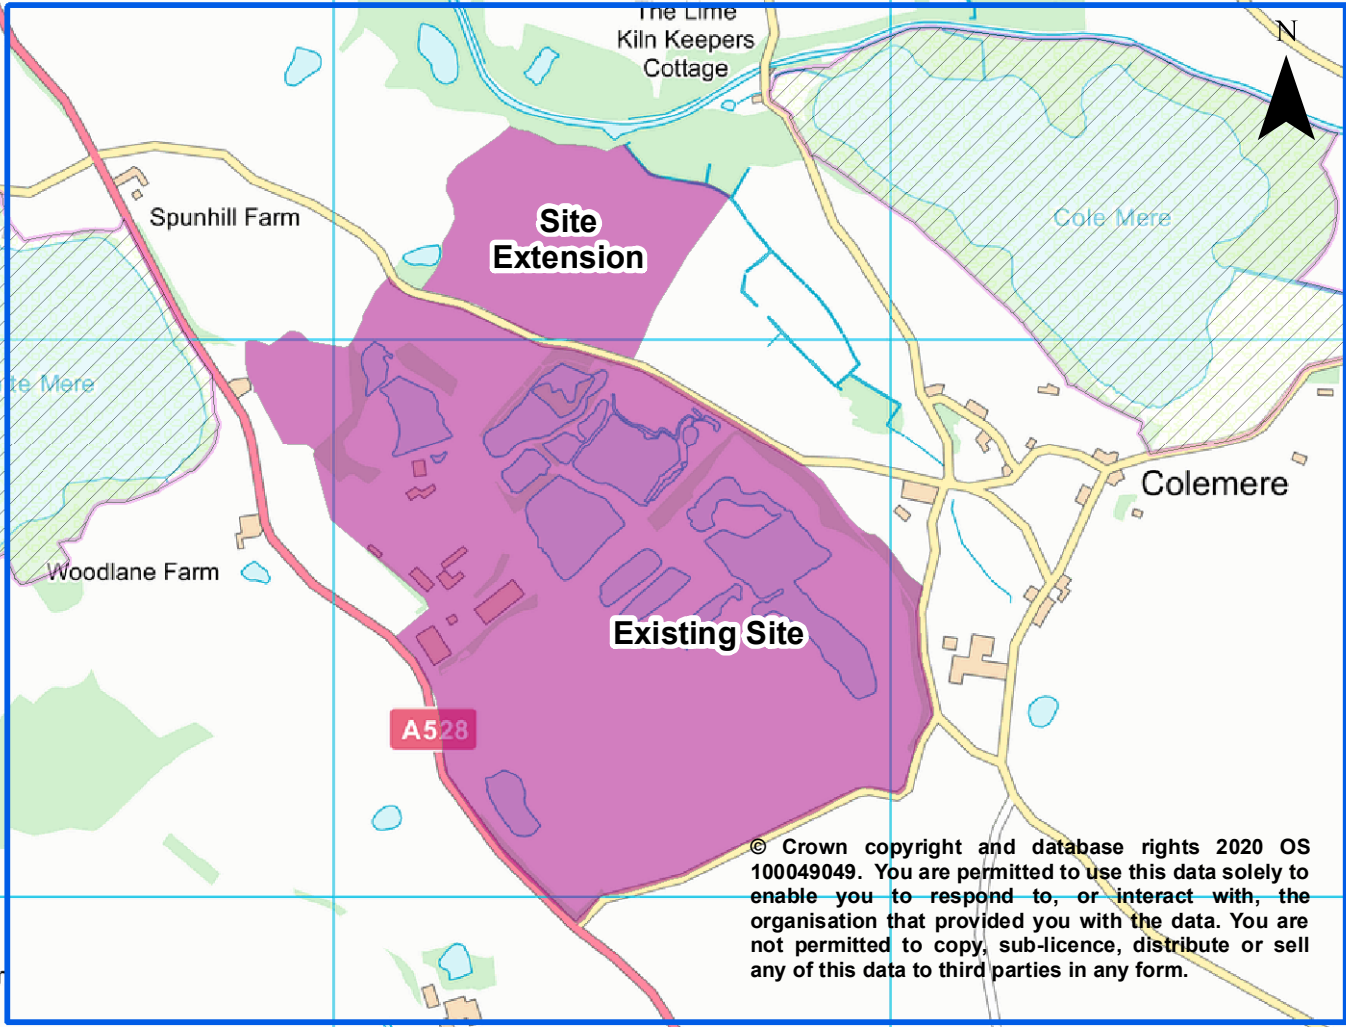 The Lime
Kiln Keepers
Cottage
N
Spunhill Farm
Site
Extension
Cole Mere
Mere
Colemere
Woodlane Farm
Existing Site
A528
© Crown copyright and database rights 2020 OS
100049049. You are permitted to use this data solely to
enable you to respond to, or interact with, the
organisation that provided you with the data. You are
not permitted to copy, sub-licence, distribute or sell
any of this data to third parties in any form.